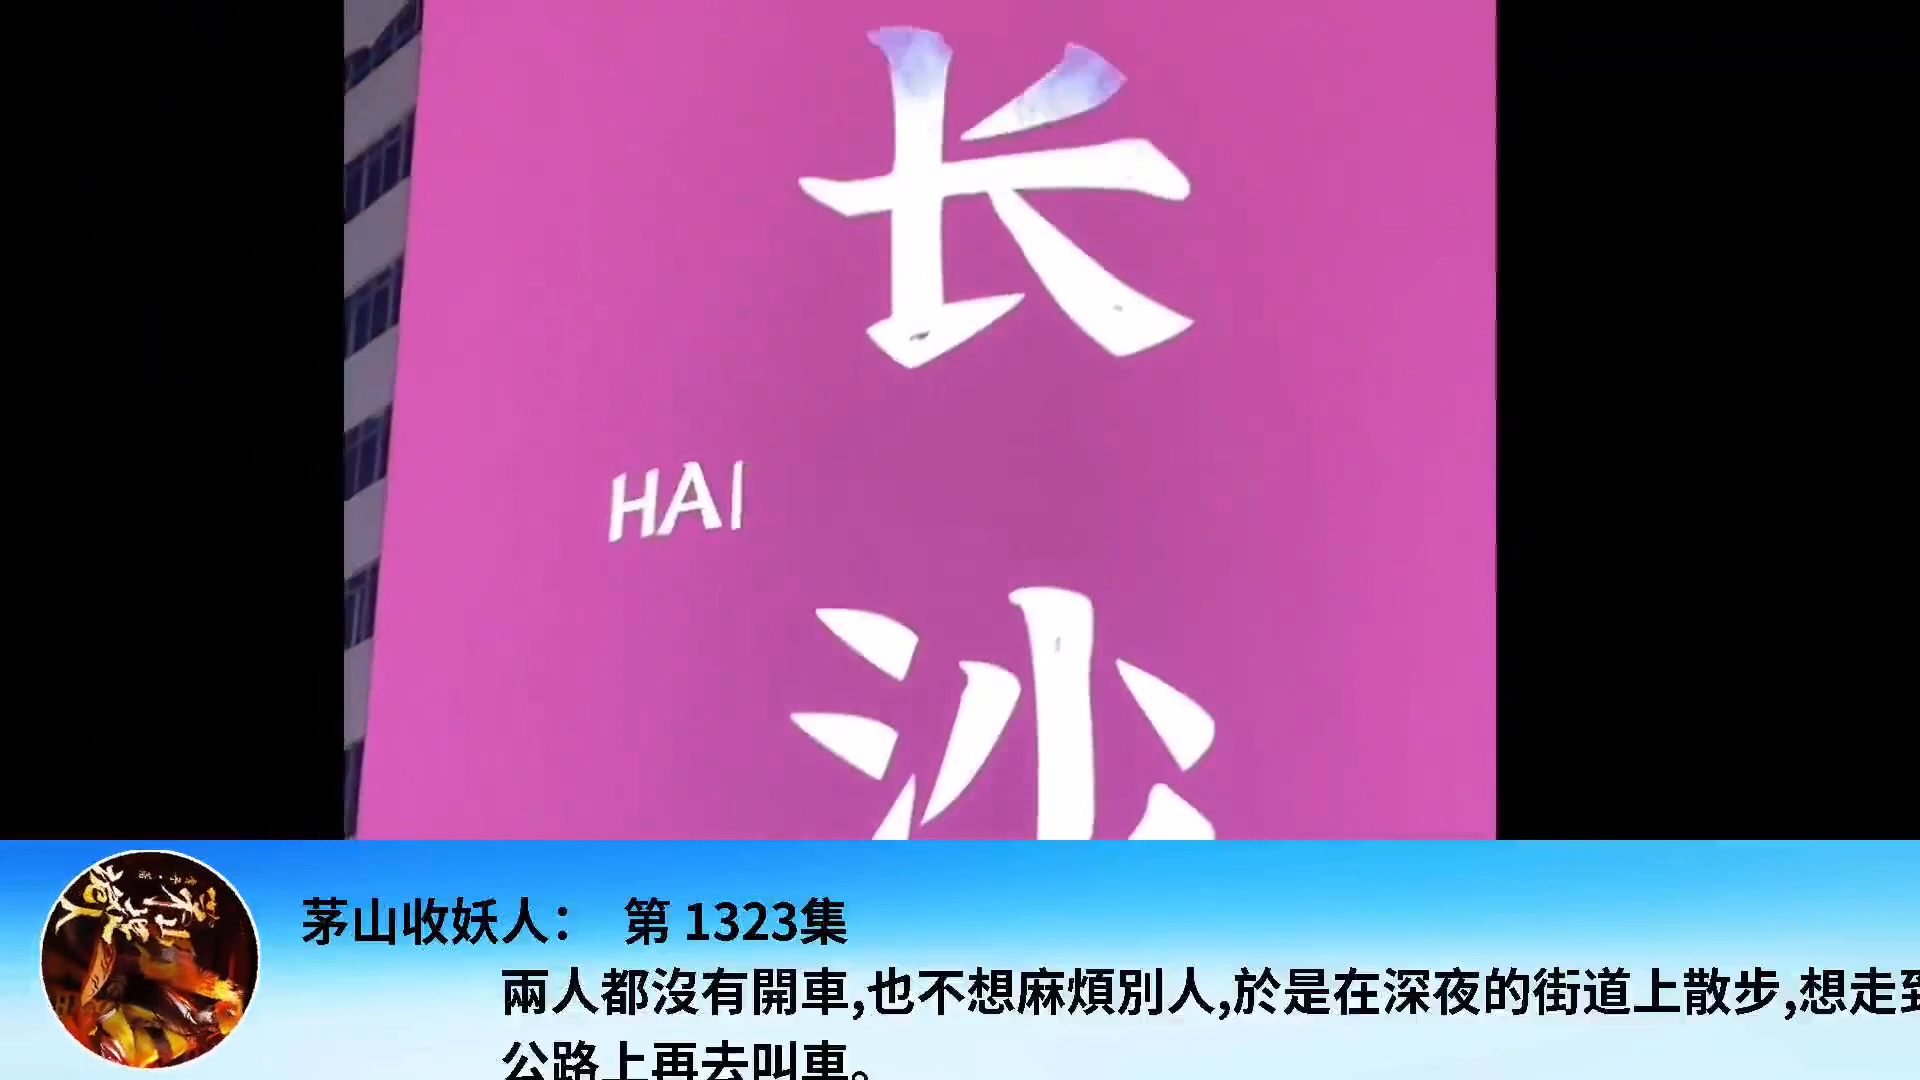 长
HAI
沙
茅山收妖人： 第 1323集
兩人都沒有開車,也不想麻煩別人,於是在深夜的街道上散步,想走到
公路上再去叫車。